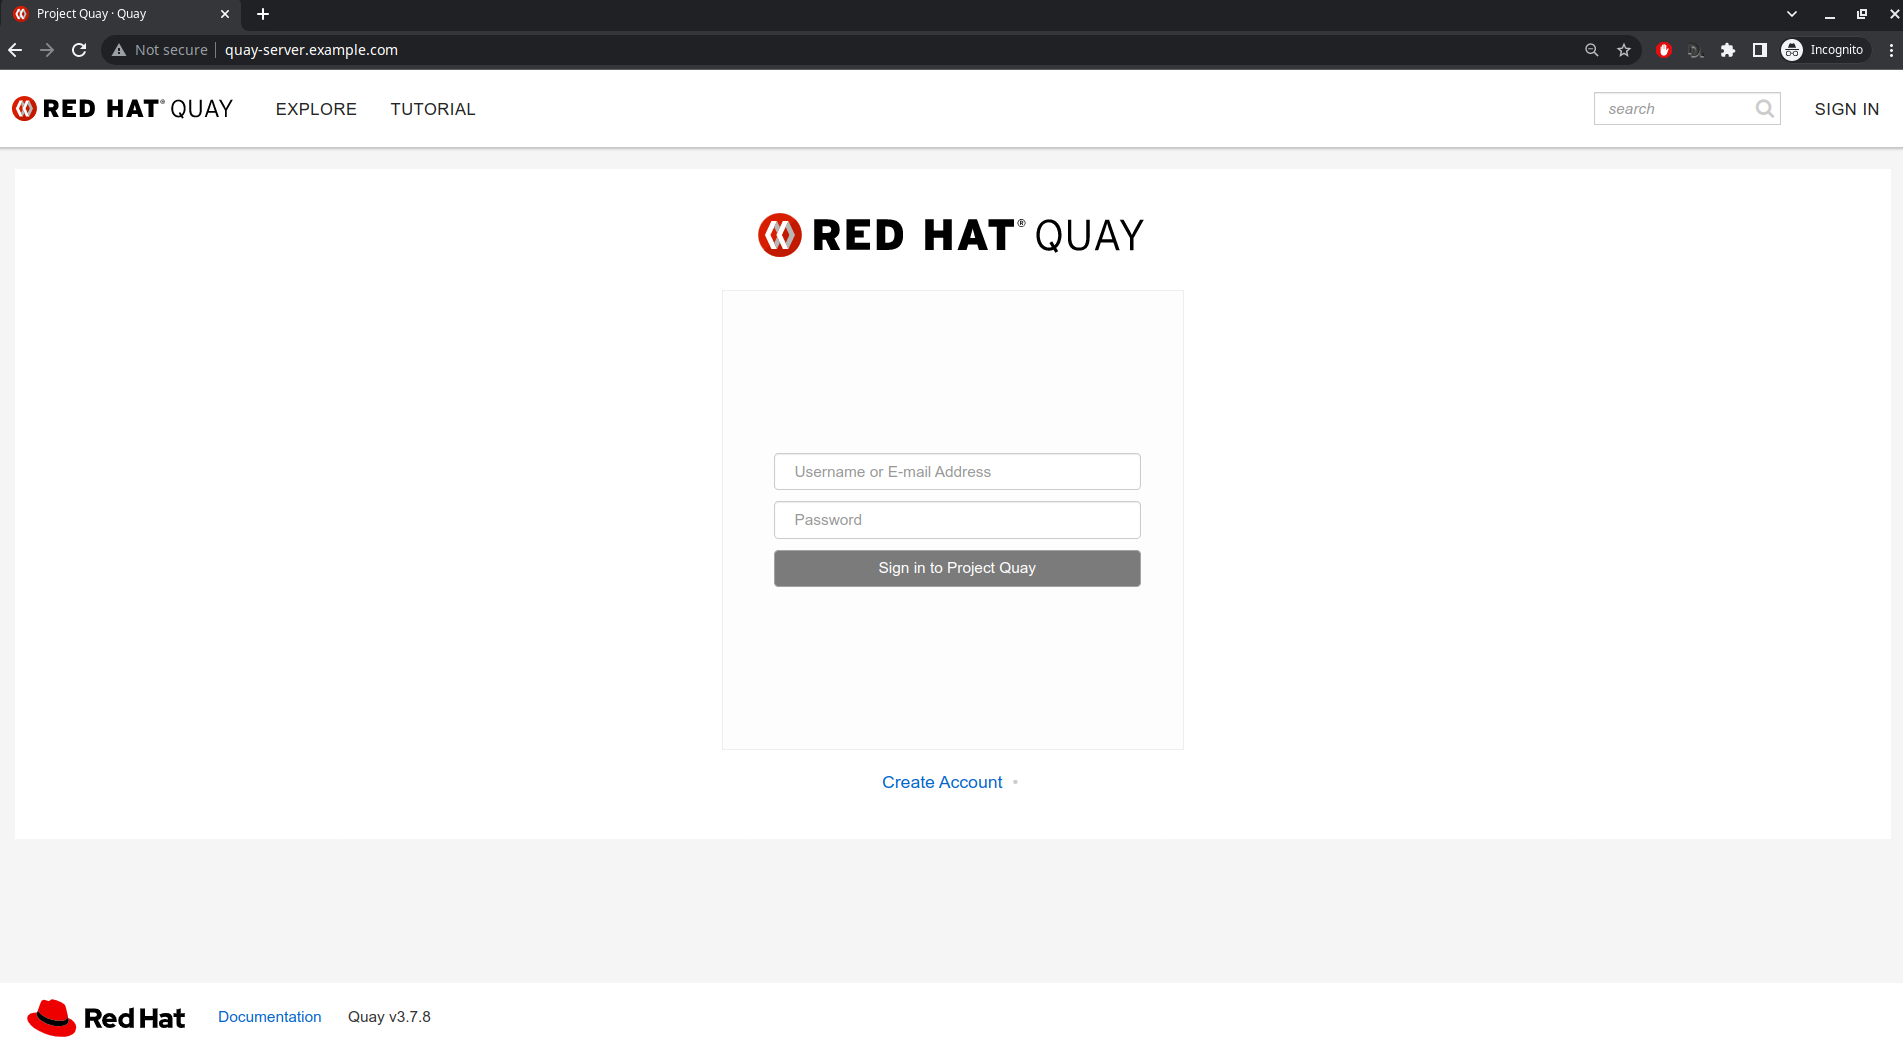 Project Quay · Quay
Not secure quay-server.example.com Incognito
RED HAT® QUAY EXPLORE TUTORIAL search SIGN IN
RED HAT® QUAY
Username or E-mail Address
Password
Sign in to Project Quay
Create Account •
Red Hat Documentation Quay v3.7.8